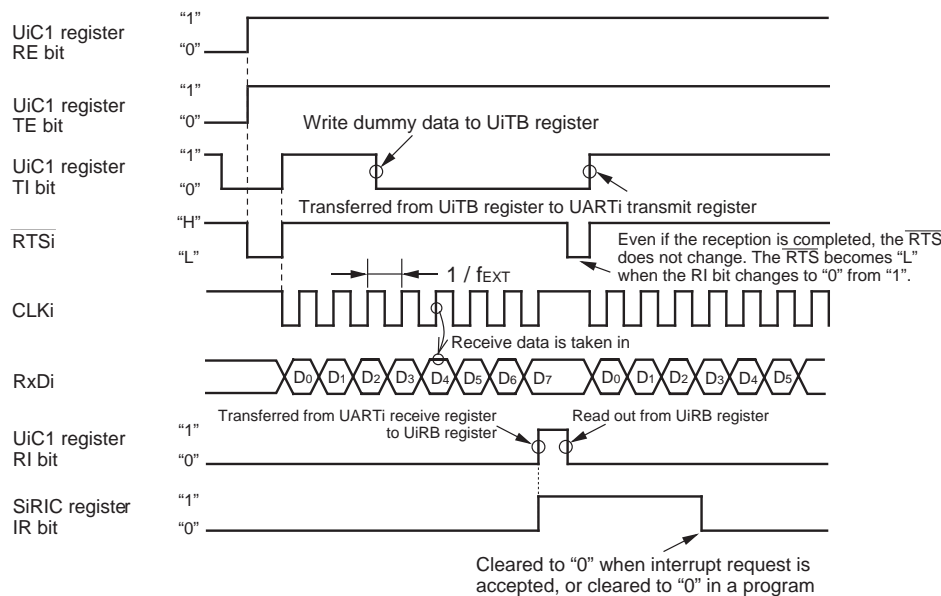 UiC1 register
RE bit
“1”
“0”
UiC1 register
TE bit
“1”
“0”
Write dummy data to UiTB register
UiC1 register
TI bit
“1”
“0”
Transferred from UiTB register to UARTi transmit register
RTSi
“H”
“L”
Even if the reception is completed, the RTS
does not change. The RTS becomes “L”
when the RI bit changes to “0” from “1”.
1 / fEXT
CLKi
Receive data is taken in
RxDi
D0 D1 D2 D3 D4 D5 D6 D7 D0 D1 D2 D3 D4 D5
Transferred from UARTi receive register
to UiRB register
Read out from UiRB register
UiC1 register
RI bit
“1”
“0”
SiRIC register
IR bit
“1”
“0”
Cleared to “0” when interrupt request is
accepted, or cleared to “0” in a program